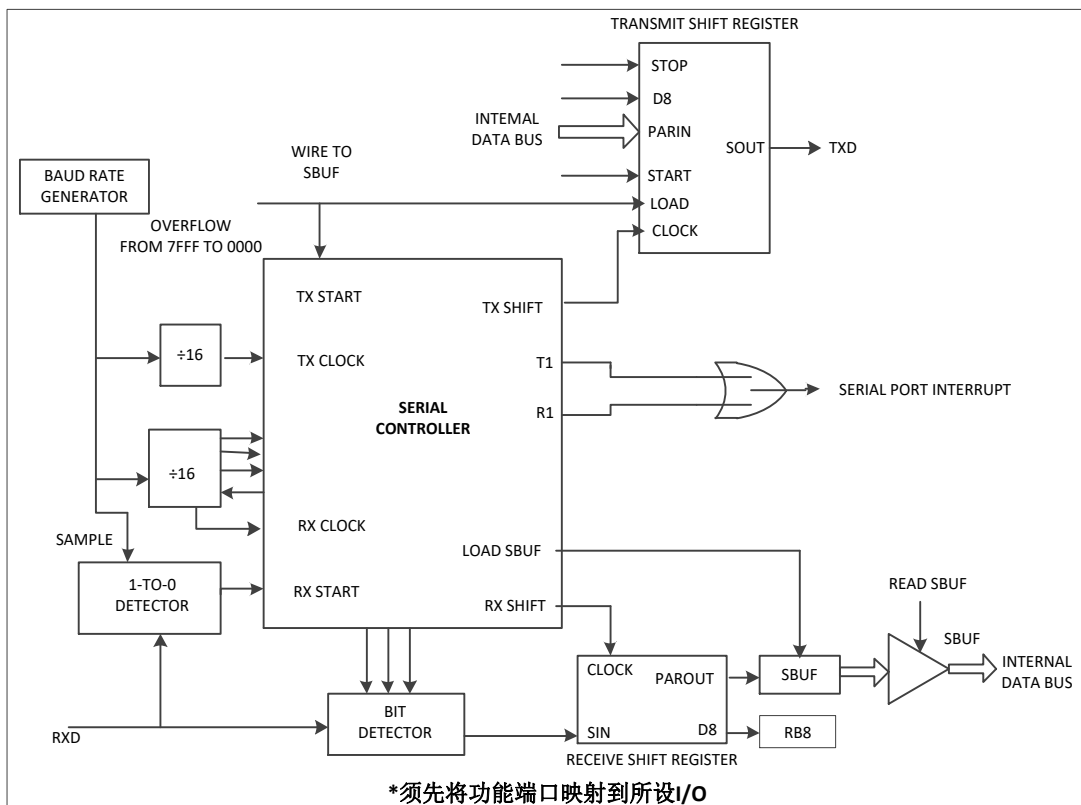 TRANSMIT SHIFT REGISTER
STOP
D8
INTEMAL
DATA BUS
PARIN
SOUT
TXD
WIRE TO
SBUF
START
BAUD RATE
GENERATOR
LOAD
OVERFLOW
FROM 7FFF TO 0000
CLOCK
TX START
TX SHIFT
÷16
TX CLOCK
T1
SERIAL
CONTROLLER
SERIAL PORT INTERRUPT
R1
÷16
RX CLOCK
SAMPLE
LOAD SBUF
1-TO-0
DETECTOR
RX START
RX SHIFT
READ SBUF
SBUF
CLOCK
PAROUT
SBUF
INTERNAL
DATA BUS
BIT
DETECTOR
RXD
SIN
D8
RB8
RECEIVE SHIFT REGISTER
*须先将功能端口映射到所设I/O